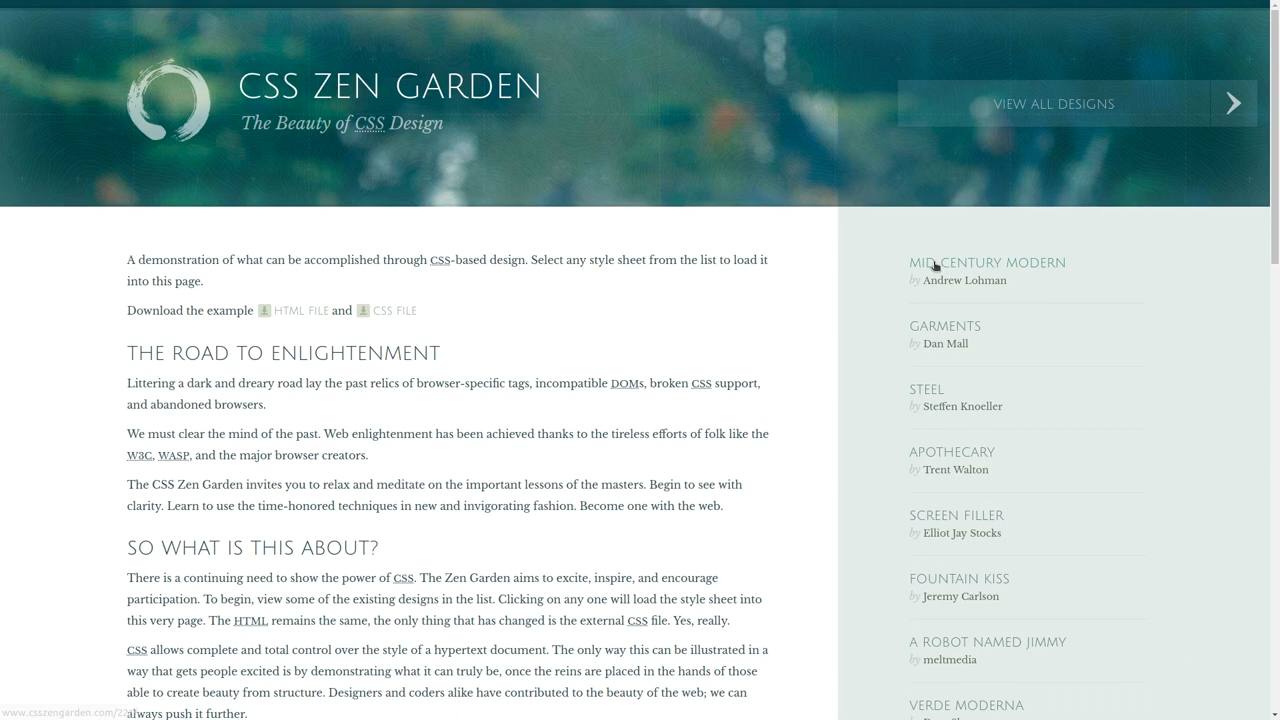 CSS ZEN GARDEN
The Beauty of CSS Design
VIEW ALL DESIGNS
A demonstration of what can be accomplished through CSS-based design. Select any style sheet from the list to load it
into this page.
Download the example HTML FILE and CSS FILE
THE ROAD TO ENLIGHTENMENT
Littering a dark and dreary road lay the past relics of browser-specific tags, incompatible DOMs, broken CSS support,
and abandoned browsers.
We must clear the mind of the past. Web enlightenment has been achieved thanks to the tireless efforts of folk like the
W3C, WASP, and the major browser creators.
The CSS Zen Garden invites you to relax and meditate on the important lessons of the masters. Begin to see with
clarity. Learn to use the time-honored techniques in new and invigorating fashion. Become one with the web.
SO WHAT IS THIS ABOUT?
There is a continuing need to show the power of CSS. The Zen Garden aims to excite, inspire, and encourage
participation. To begin, view some of the existing designs in the list. Clicking on any one will load the style sheet into
this very page. The HTML remains the same, the only thing that has changed is the external CSS file. Yes, really.
CSS allows complete and total control over the style of a hypertext document. The only way this can be illustrated in a
way that gets people excited is by demonstrating what it can truly be, once the reins are placed in the hands of those
able to create beauty from structure. Designers and coders alike have contributed to the beauty of the web; we can
always push it further.
MID CENTURY MODERN
by Andrew Lohman
GARMENTS
by Dan Mall
STEEL
by Steffen Knoeller
APOTHECARY
by Trent Walton
SCREEN FILLER
by Elliot Jay Stocks
FOUNTAIN KISS
by Jeremy Carlson
A ROBOT NAMED JIMMY
by meltmedia
VERDE MODERNA